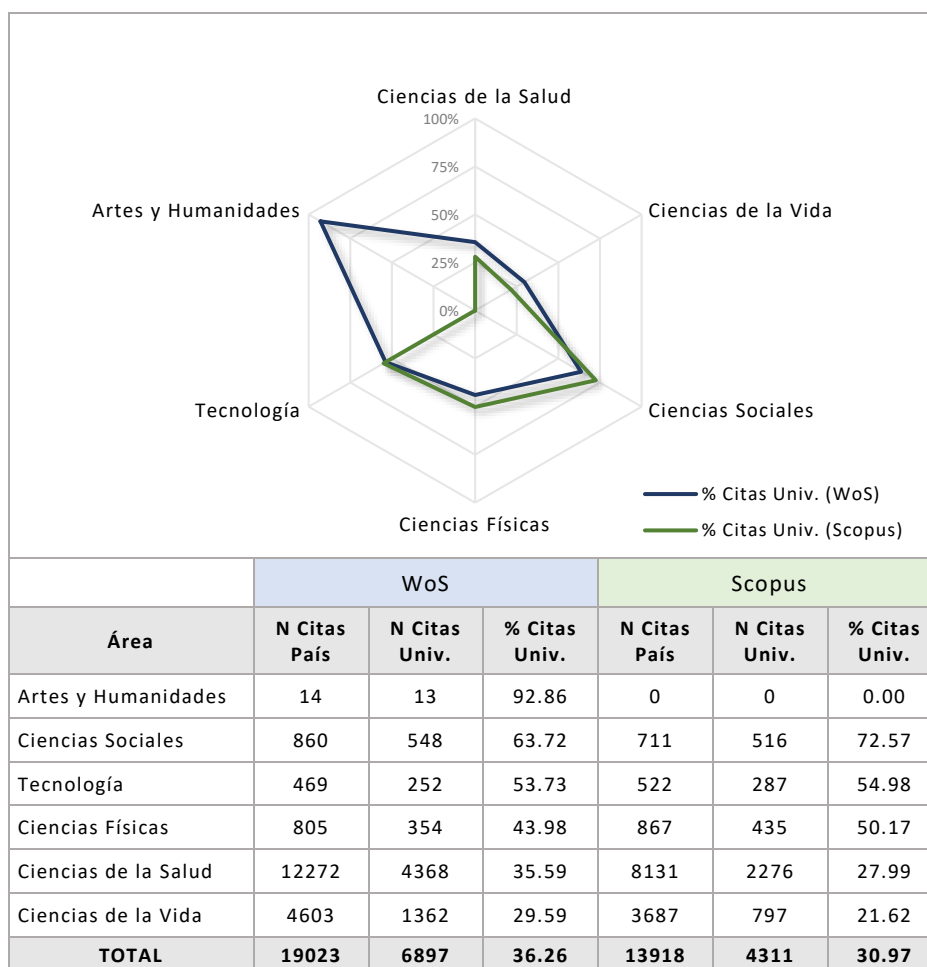 Ciencias de la Salud
100%
75%
Artes y Humanidades
Ciencias de la Vida
50%
25%
0%
Tecnología
Ciencias Sociales
Ciencias Físicas
% Citas Univ. (WoS)
% Citas Univ. (Scopus)
WoS Scopus
Área N Citas País N Citas Univ. % Citas Univ. N Citas País N Citas Univ. % Citas Univ.
Artes y Humanidades 14 13 92.86 0 0 0.00
Ciencias Sociales 860 548 63.72 711 516 72.57
Tecnología 469 252 53.73 522 287 54.98
Ciencias Físicas 805 354 43.98 867 435 50.17
Ciencias de la Salud 12272 4368 35.59 8131 2276 27.99
Ciencias de la Vida 4603 1362 29.59 3687 797 21.62
TOTAL 19023 6897 36.26 13918 4311 30.97